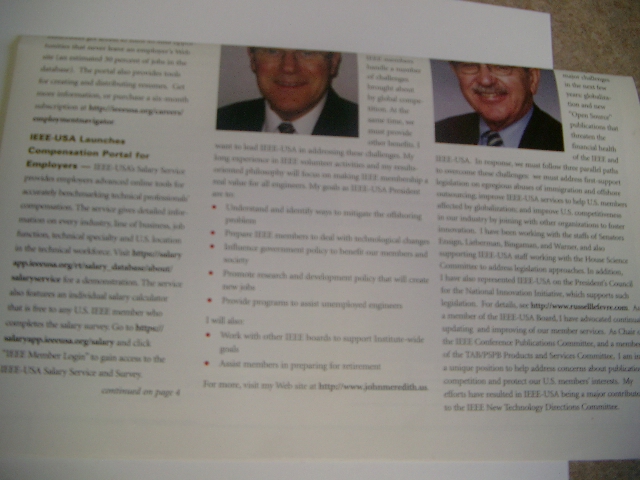 tunities that never leave an employer's Web
site (an estimated 30 percent of jobs in the
database). The portal also provides tools
for creating and distributing resumes. Get
more information, or purchase a six-month
subscription at http://ieeeusa.org/careers/
employmentnavigator.
IEEE-USA Launches
Compensation Portal for
Employers — IEEE-USA's Salary Service
provides employers advanced online tools for
accurately benchmarking technical professionals'
compensation. The service gives detailed infor-
mation on every industry, line of business, job
function, technical specialty and U.S. location
in the technical workforce. Visit https://salary
app.ieeeusa.org/rt/salary_database/about/
salaryservice for a demonstration. The service
also features an individual salary calculator
that is free to any U.S. IEEE member who
completes the salary survey. Go to https://
salaryapp.ieeeusa.org/salary and click
"IEEE Member Login" to gain access to the
IEEE-USA Salary Service and Survey.
continued on page 4
IEEE members
handle a number
of challenges
brought about
by global compe-
tition. At the
same time, we
must provide
other benefits. I
want to lead IEEE-USA in addressing these challenges. My
long experience in IEEE volunteer activities and my results-
oriented philosophy will focus on making IEEE membership a
real value for all engineers. My goals as IEEE-USA President
are to:
• Understand and identify ways to mitigate the offshoring
problem
• Prepare IEEE members to deal with technological changes
• Influence government policy to benefit our members and
society
• Promote research and development policy that will create
new jobs
• Provide programs to assist unemployed engineers
I will also:
• Work with other IEEE boards to support Institute-wide
goals
• Assist members in preparing for retirement
For more, visit my Web site at http://www.johnmeredith.us
major challenges
in the next few
years: globaliza-
tion and new
"Open Source"
publications that
threaten the
financial health
of the IEEE and
IEEE-USA. In response, we must follow three parallel paths
to overcome these challenges: we must address first support
legislation on egregious abuses of immigration and offshore
outsourcing; improve IEEE-USA services to help U.S. members
affected by globalization; and improve U.S. competitiveness
in our industry by joining with other organizations to foster
innovation. I have been working with the staffs of Senators
Ensign, Lieberman, Bingaman, and Warner, and also
supporting IEEE-USA staff working with the House Science
Committee to address legislation approaches. In addition,
I have also represented IEEE-USA on the President's Council
for the National Innovation Initiative, which supports such
legislation. For details, see http://www.russlefevre.com. As
a member of the IEEE-USA Board, I have advocated continual
updating and improving of our member services. As Chair
the IEEE Conference Publications Committee, and a member
of the TAB/PSPB Products and Services Committee, I am in
a unique position to help address concerns about publication
competition and protect our U.S. members' interests. My
efforts have resulted in IEEE-USA being a major contributor
to the IEEE New Technology Directions Committee.